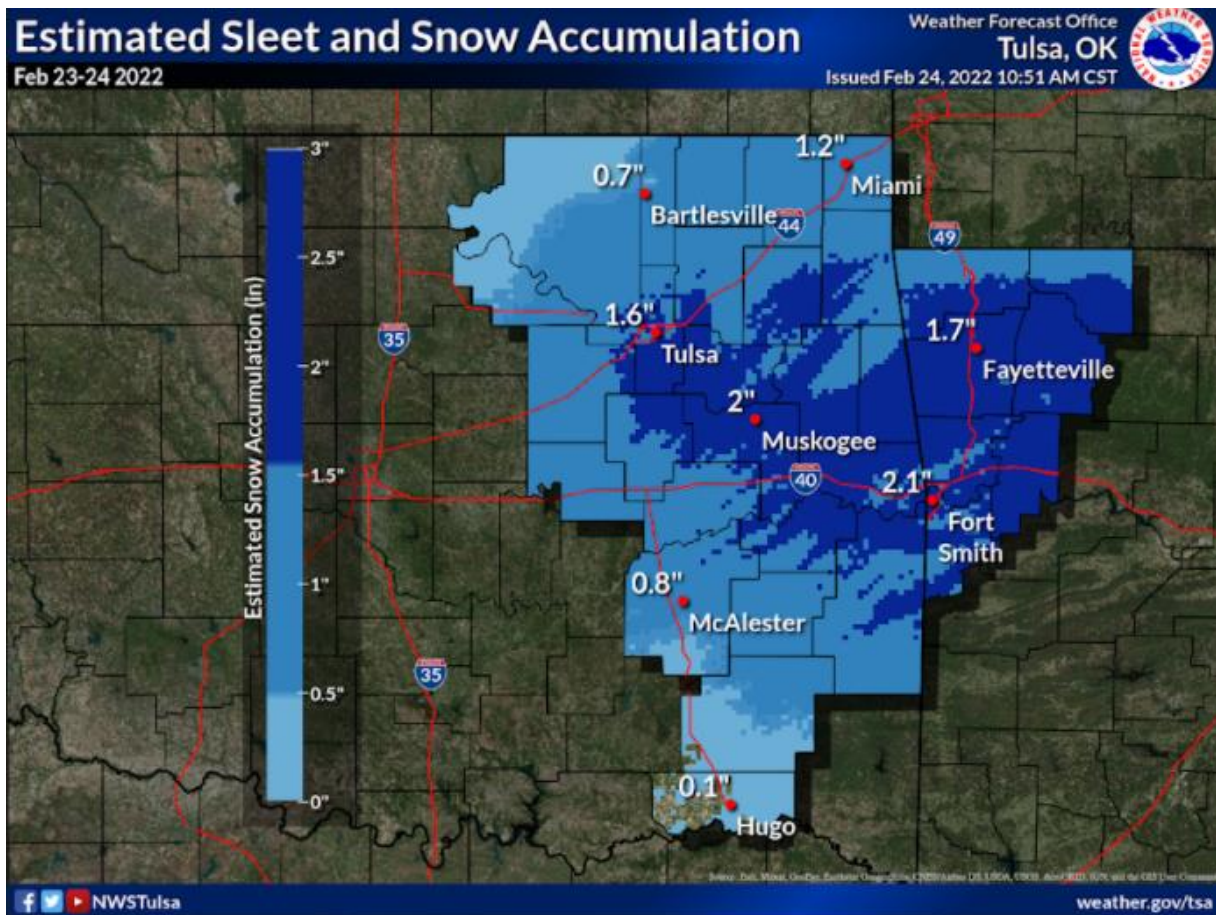 Estimated Sleet and Snow Accumulation
Feb 23-24 2022
Weather Forecast Office
Tulsa, OK
Issued Feb 24, 2022 10:51 AM CST
NATIONAL WEATHER SERVICE
Estimated Snow Accumulation (in)
3"
2.5"
2"
1.5"
1"
0.5"
0"
1.2"
Miami
0.7"
Bartlesville
44
49
35
1.6"
Tulsa
1.7"
Fayetteville
2"
Muskogee
40
2.1"
Fort
Smith
0.8"
McAlester
35
0.1"
Hugo
NWSTulsa
weather.gov/tsa